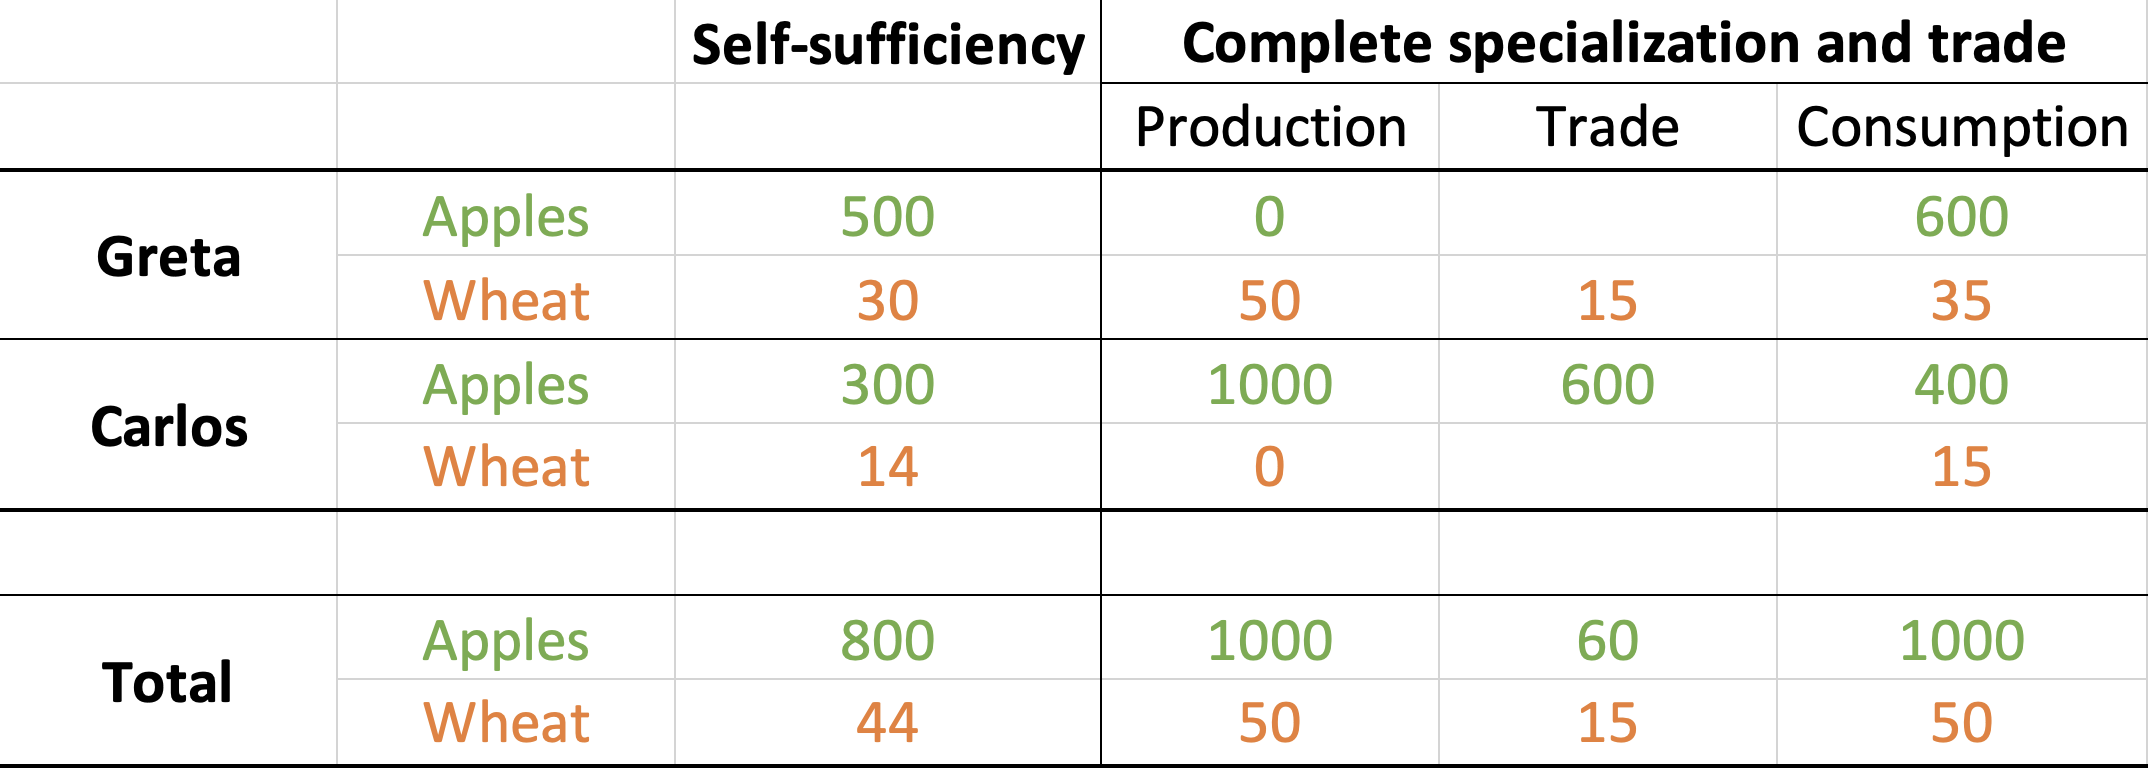 Self-sufficiency Complete specialization and trade
Production Trade Consumption
Greta Apples 500 0 600
Wheat 30 50 15 35
Carlos Apples 300 1000 600 400
Wheat 14 0 15
Total Apples 800 1000 60 1000
Wheat 44 50 15 50